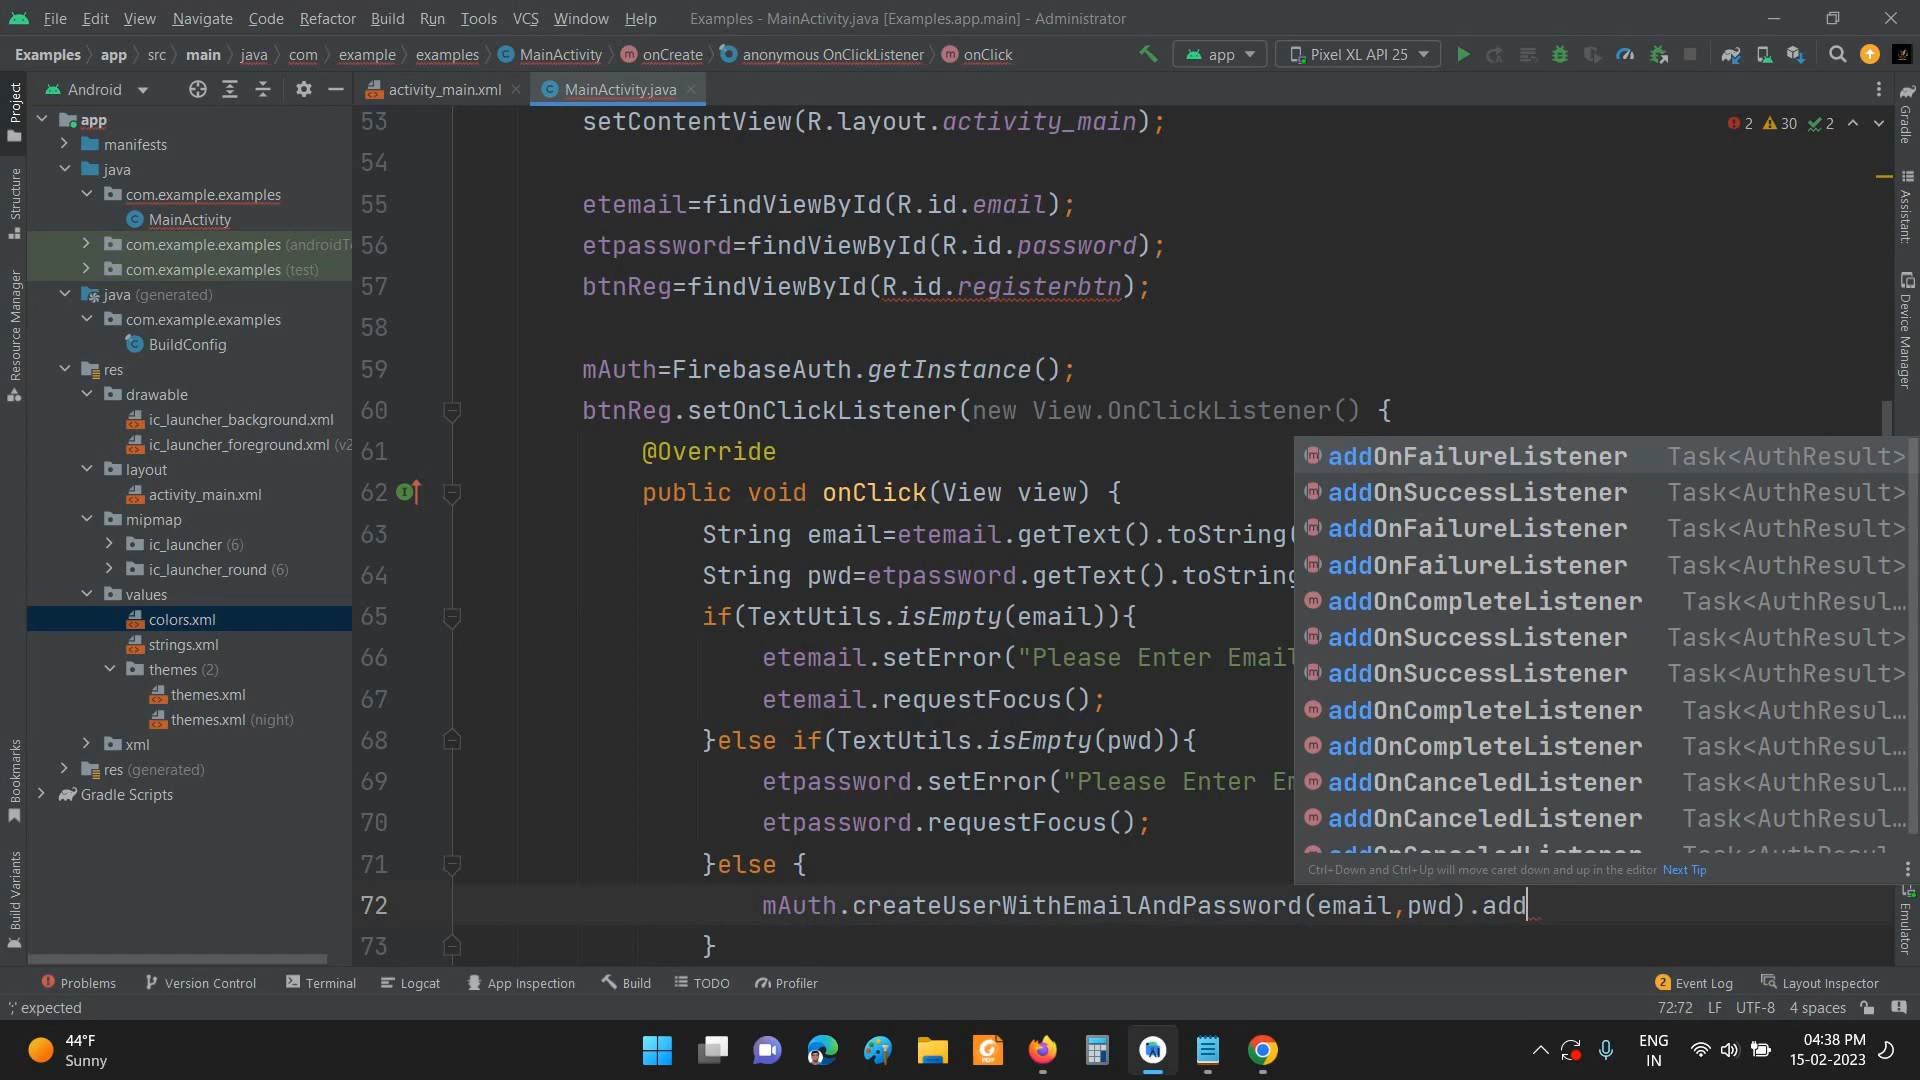 File Edit View Navigate Code Refactor Build Run Tools VCS Window Help Examples - MainActivity.java [Examples.app.main] - Administrator
Examples app src main java com example examples MainActivity onCreate anonymous OnClickListener onClick app Pixel XL API 25
Android activity_main.xml MainActivity.java
Project
Structure
Resource Manager
Bookmarks
Build Variants
app
manifests
java
com.example.examples
MainActivity
com.example.examples (androidT
com.example.examples (test)
java (generated)
com.example.examples
BuildConfig
res
drawable
ic_launcher_background.xml
ic_launcher_foreground.xml (v2
layout
activity_main.xml
mipmap
ic_launcher (6)
ic_launcher_round (6)
values
colors.xml
strings.xml
themes (2)
themes.xml
themes.xml (night)
xml
res (generated)
Gradle Scripts
2 30 2
53 setContentView(R.layout.activity_main);
54
55 etemail=findViewById(R.id.email);
56 etpassword=findViewById(R.id.password);
57 btnReg=findViewById(R.id.registerbtn);
58
59 mAuth=FirebaseAuth.getInstance();
60 btnReg.setOnClickListener(new View.OnClickListener() {
61 @Override
62 public void onClick(View view) {
63 String email=etemail.getText().toString(
64 String pwd=etpassword.getText().toString
65 if(TextUtils.isEmpty(email)){
66 etemail.setError("Please Enter Email
67 etemail.requestFocus();
68 }else if(TextUtils.isEmpty(pwd)){
69 etpassword.setError("Please Enter Em
70 etpassword.requestFocus();
71 }else {
72 mAuth.createUserWithEmailAndPassword(email,pwd).add
73 }
addOnFailureListener Task<AuthResult>
addOnSuccessListener Task<AuthResult>
addOnFailureListener Task<AuthResult>
addOnFailureListener Task<AuthResult>
addOnCompleteListener Task<AuthResul…
addOnSuccessListener Task<AuthResult>
addOnSuccessListener Task<AuthResult>
addOnCompleteListener Task<AuthResul…
addOnCompleteListener Task<AuthResul…
addOnCanceledListener Task<AuthResul…
addOnCanceledListener Task<AuthResul…
addOnCanceledListener Task<AuthResul…
Ctrl+Down and Ctrl+Up will move caret down and up in the editor Next Tip
Gradle
Assistant:
Device Manager
Emulator
Problems Version Control Terminal Logcat App Inspection Build TODO Profiler 2 Event Log Layout Inspector
';' expected 72:72 LF UTF-8 4 spaces
44°F
Sunny
ENG
IN
04:38 PM
15-02-2023